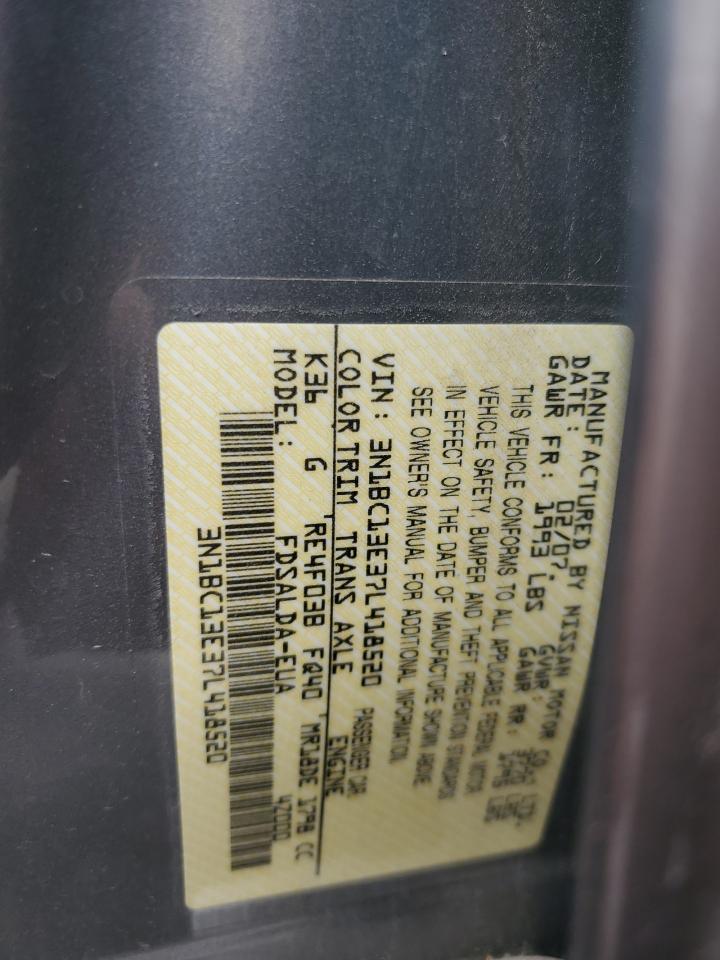 MANUFACTURED BY NISSAN MOTOR CO., LTD.
DATE: 02/07. GVWR:
GAWR FR: 1993 LBS GAWR RR: LBS
THIS VEHICLE CONFORMS TO ALL APPLICABLE FEDERAL MOTOR
VEHICLE SAFETY, BUMPER AND THEFT PREVENTION STANDARDS
IN EFFECT ON THE DATE OF MANUFACTURE SHOWN ABOVE
SEE OWNER'S MANUAL FOR ADDITIONAL INFORMATION.
VIN: 3N1BC13E37L418520 PASSENGER CAR.
COLOR TRIM TRANS AXLE ENGINE
K36 G RE4F03B FQ40 MR18DE 1798 CC
MODEL: FDSALDA-EUA 4Z000
3N1BC13E37L418520